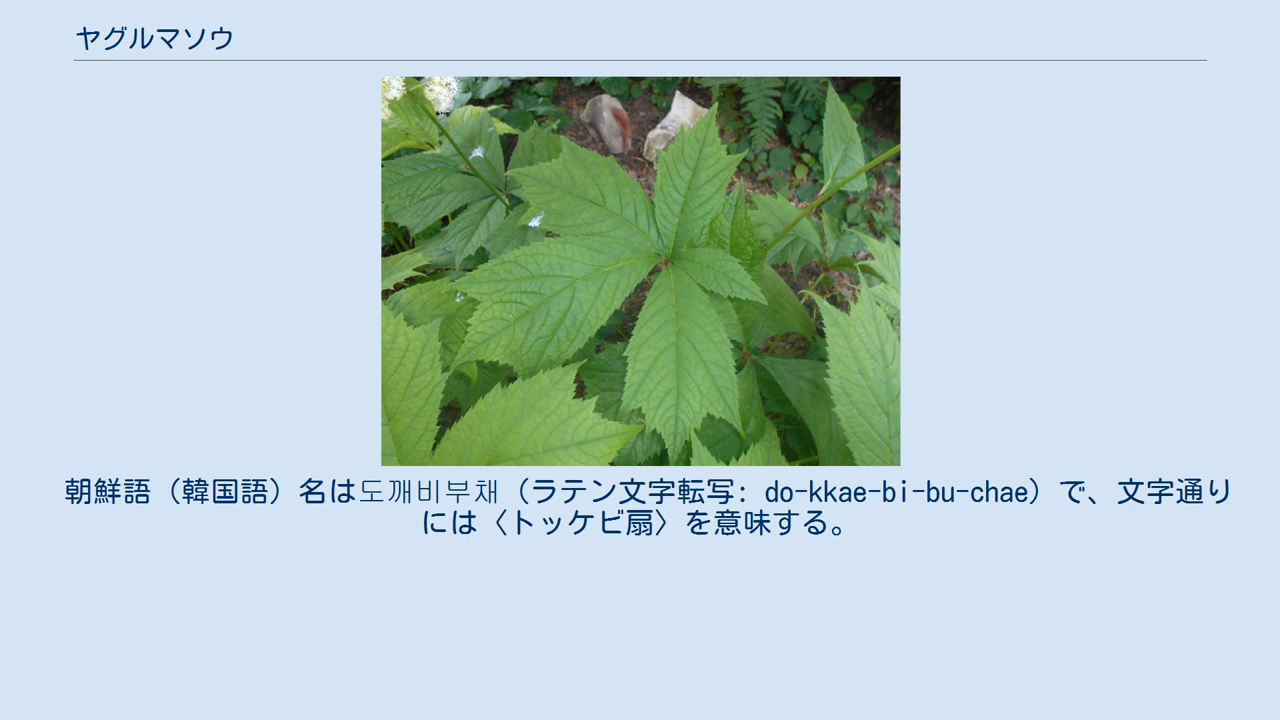 ヤグルマソウ
朝鮮語（韓国語）名は도깨비부채（ラテン文字転写: do-kkae-bi-bu-chae）で、文字通り
には〈トッケビ扇〉を意味する。